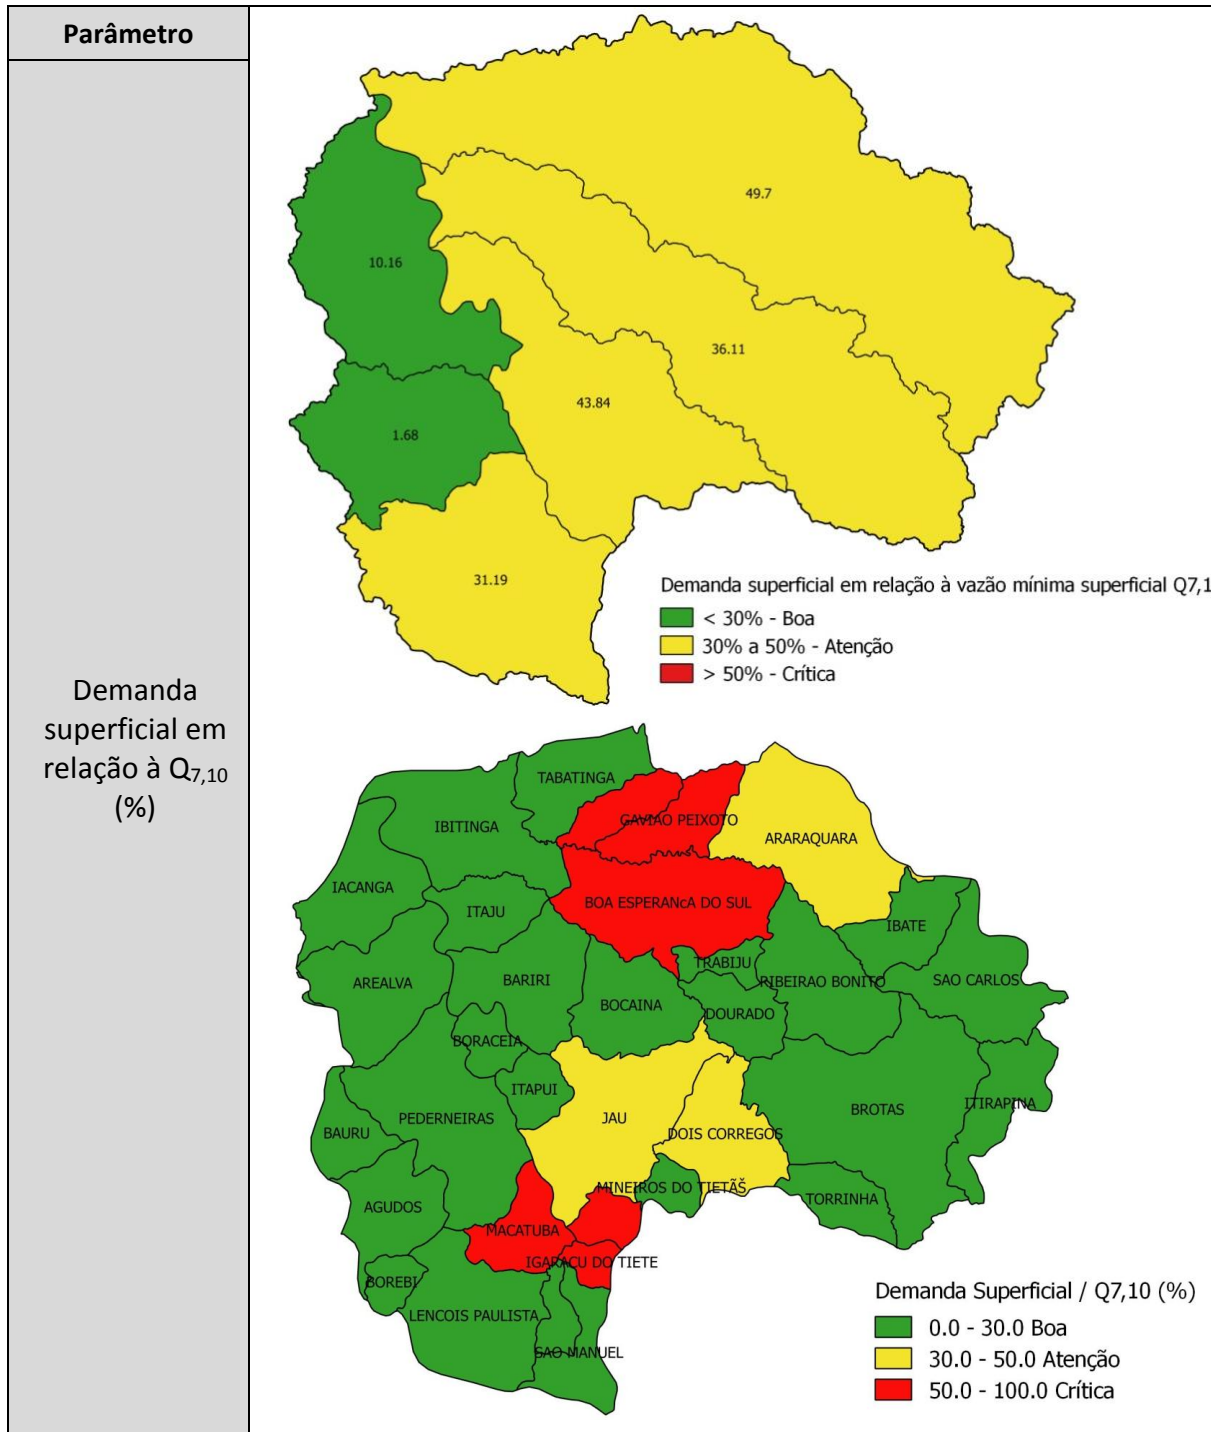 Parâmetro
Demanda
superficial em
relação à Q7,10
(%)
49.7
10.16
36.11
43.84
1.68
31.19
Demanda superficial em relação à vazão mínima superficial Q7,1
< 30% - Boa
30% a 50% - Atenção
> 50% - Crítica
TABATINGA
GAVIAO PEIXOTO
ARARAQUARA
IBITINGA
IACANGA
ITAJU
BOA ESPERANcA DO SUL
IBATE
TRABIJU
AREALVA
BARIRI
RIBEIRAO BONITO
SAO CARLOS
BOCAINA
DOURADO
BORACEIA
ITAPUI
PEDERNEIRAS
JAU
BROTAS
ITIRAPINA
BAURU
DOIS CORREGOS
MINEIROS DO TIETÃŠ
TORRINHA
AGUDOS
MACATUBA
IGARACU DO TIETE
BOREBI
LENCOIS PAULISTA
SAO MANUEL
Demanda Superficial / Q7,10 (%)
0.0 - 30.0 Boa
30.0 - 50.0 Atenção
50.0 - 100.0 Crítica